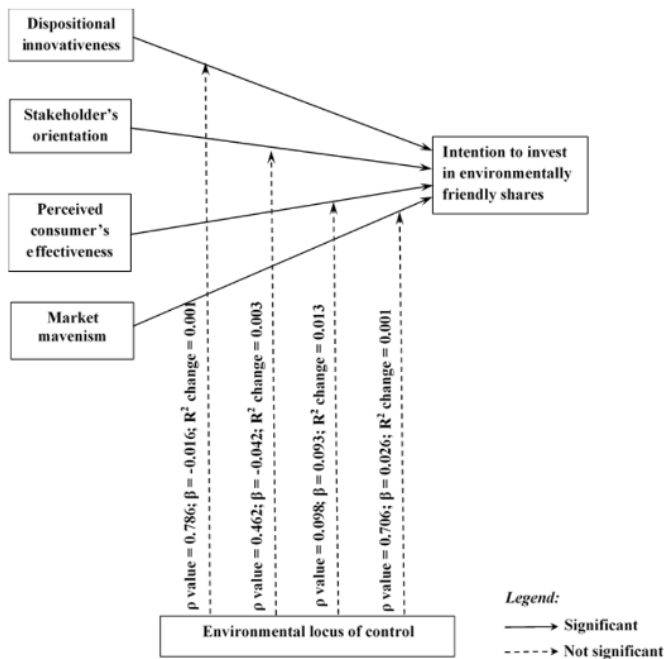 Dispositional
innovativeness
Stakeholder's
orientation
Perceived
consumer's
effectiveness
Market
mavenism
Intention to invest
in environmentally
friendly shares
ρ value = 0.786; β = -0.016; R² change = 0.001
ρ value = 0.462; β = -0.042; R² change = 0.003
ρ value = 0.098; β = 0.093; R² change = 0.013
ρ value = 0.706; β = 0.026; R² change = 0.001
Environmental locus of control
Legend:
Significant
Not significant